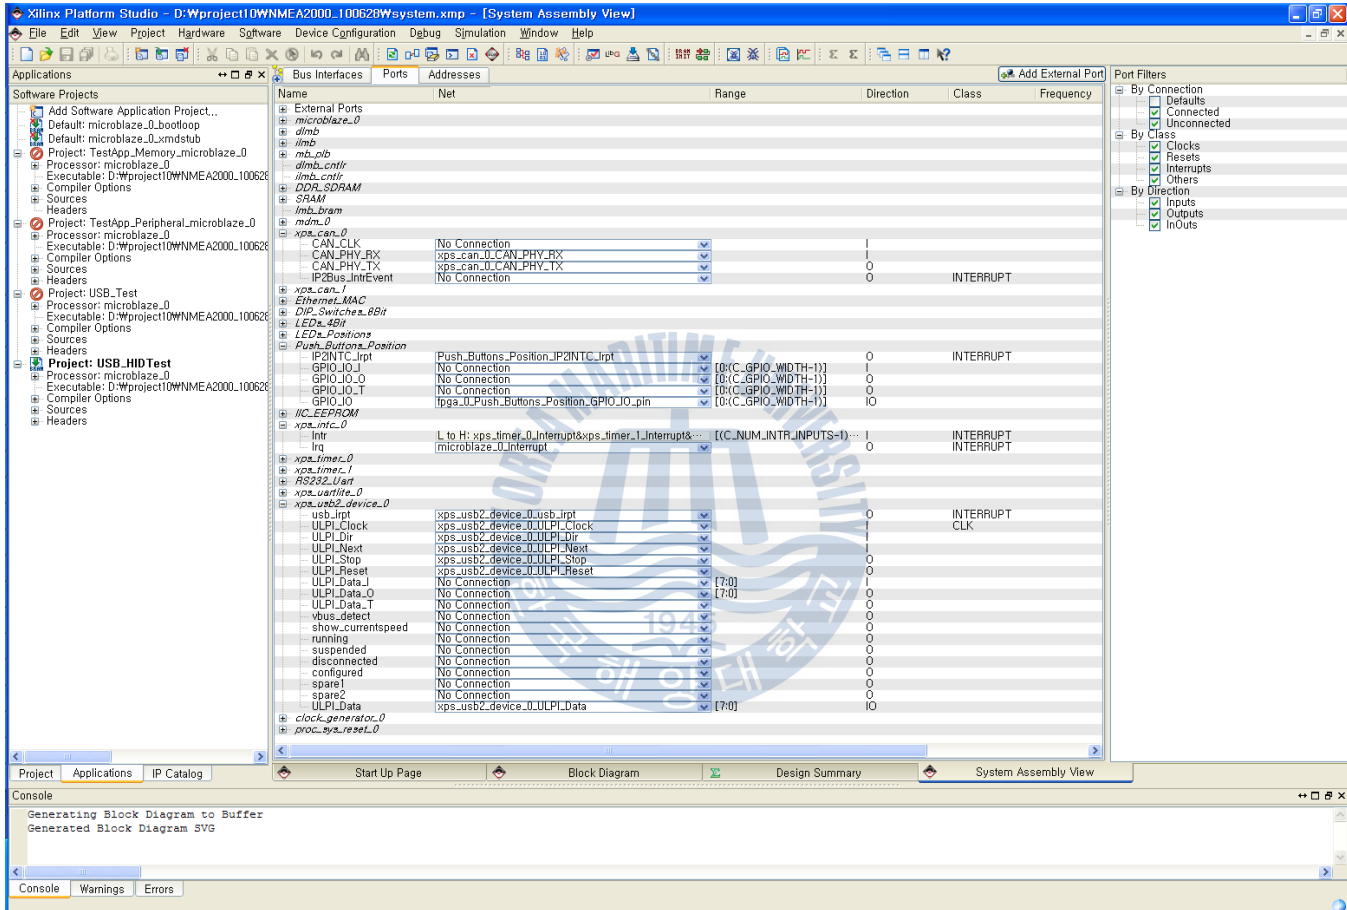 Xilinx Platform Studio - D:₩project10₩NMEA2000_100628₩system.xmp - [System Assembly View]
File Edit View Project Hardware Software Device Configuration Debug Simulation Window Help
Applications
Software Projects
Add Software Application Project...
Default: microblaze_0_bootloop
Default: microblaze_0_xmdstub
Project: TestApp_Memory_microblaze_0
Processor: microblaze_0
Executable: D:₩project10₩NMEA2000_100628
Compiler Options
Sources
Headers
Project: TestApp_Peripheral_microblaze_0
Processor: microblaze_0
Executable: D:₩project10₩NMEA2000_100628
Compiler Options
Sources
Headers
Project: USB_Test
Processor: microblaze_0
Executable: D:₩project10₩NMEA2000_100628
Compiler Options
Sources
Headers
Project: USB_HIDTest
Processor: microblaze_0
Executable: D:₩project10₩NMEA2000_100628
Compiler Options
Sources
Headers
Project Applications IP Catalog
Bus Interfaces Ports Addresses Add External Port
Name Net Range Direction Class Frequency
External Ports
microblaze_0
dlmb
ilmb
mb_plb
dlmb_cntlr
ilmb_cntlr
DDR_SDRAM
SRAM
lmb_bram
mdm_0
xps_can_0
CAN_CLK No Connection I
CAN_PHY_RX xps_can_0_CAN_PHY_RX I
CAN_PHY_TX xps_can_0_CAN_PHY_TX O
IP2Bus_IntrEvent No Connection O INTERRUPT
xps_can_1
Ethernet_MAC
DIP_Switches_8Bit
LEDs_4Bit
LEDs_Positions
Push_Buttons_Position
IP2INTC_Irpt Push_Buttons_Position_IP2INTC_Irpt O INTERRUPT
GPIO_IO_I No Connection [0:(C_GPIO_WIDTH-1)] I
GPIO_IO_O No Connection [0:(C_GPIO_WIDTH-1)] O
GPIO_IO_T No Connection [0:(C_GPIO_WIDTH-1)] O
GPIO_IO fpga_0_Push_Buttons_Position_GPIO_IO_pin [0:(C_GPIO_WIDTH-1)] IO
IIC_EEPROM
xps_intc_0
Intr L to H: xps_timer_0_Interrupt&xps_timer_1_Interrupt&··· [(C_NUM_INTR_INPUTS-1)··· I INTERRUPT
Irq microblaze_0_Interrupt O INTERRUPT
xps_timer_0
xps_timer_1
RS232_Uart
xps_uartlite_0
xps_usb2_device_0
usb_irpt xps_usb2_device_0_usb_irpt O INTERRUPT
ULPI_Clock xps_usb2_device_0_ULPI_Clock I CLK
ULPI_Dir xps_usb2_device_0_ULPI_Dir I
ULPI_Next xps_usb2_device_0_ULPI_Next I
ULPI_Stop xps_usb2_device_0_ULPI_Stop O
ULPI_Reset xps_usb2_device_0_ULPI_Reset O
ULPI_Data_I No Connection [7:0] I
ULPI_Data_O No Connection [7:0] O
ULPI_Data_T No Connection O
vbus_detect No Connection O
show_currentspeed No Connection O
running No Connection O
suspended No Connection O
disconnected No Connection O
configured No Connection O
spare1 No Connection O
spare2 No Connection O
ULPI_Data xps_usb2_device_0_ULPI_Data [7:0] IO
clock_generator_0
proc_sys_reset_0
KOREA MARITIME UNIVERSITY
1945
한국해양대학교
Start Up Page Block Diagram Design Summary System Assembly View
Port Filters
By Connection
Defaults
Connected
Unconnected
By Class
Clocks
Resets
Interrupts
Others
By Direction
Inputs
Outputs
InOuts
Console
Generating Block Diagram to Buffer
Generated Block Diagram SVG
Console Warnings Errors